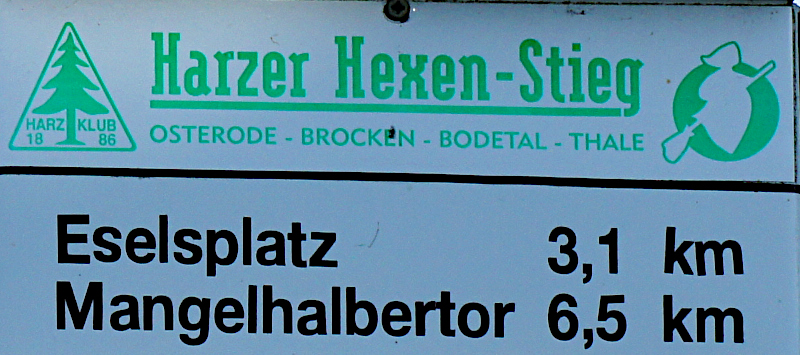 Harzer Hexen-Stieg
OSTERODE - BROCKEN - BODETAL - THALE
HARZ KLUB
18 86
Eselsplatz 3,1 km
Mangelhalbertor 6,5 km